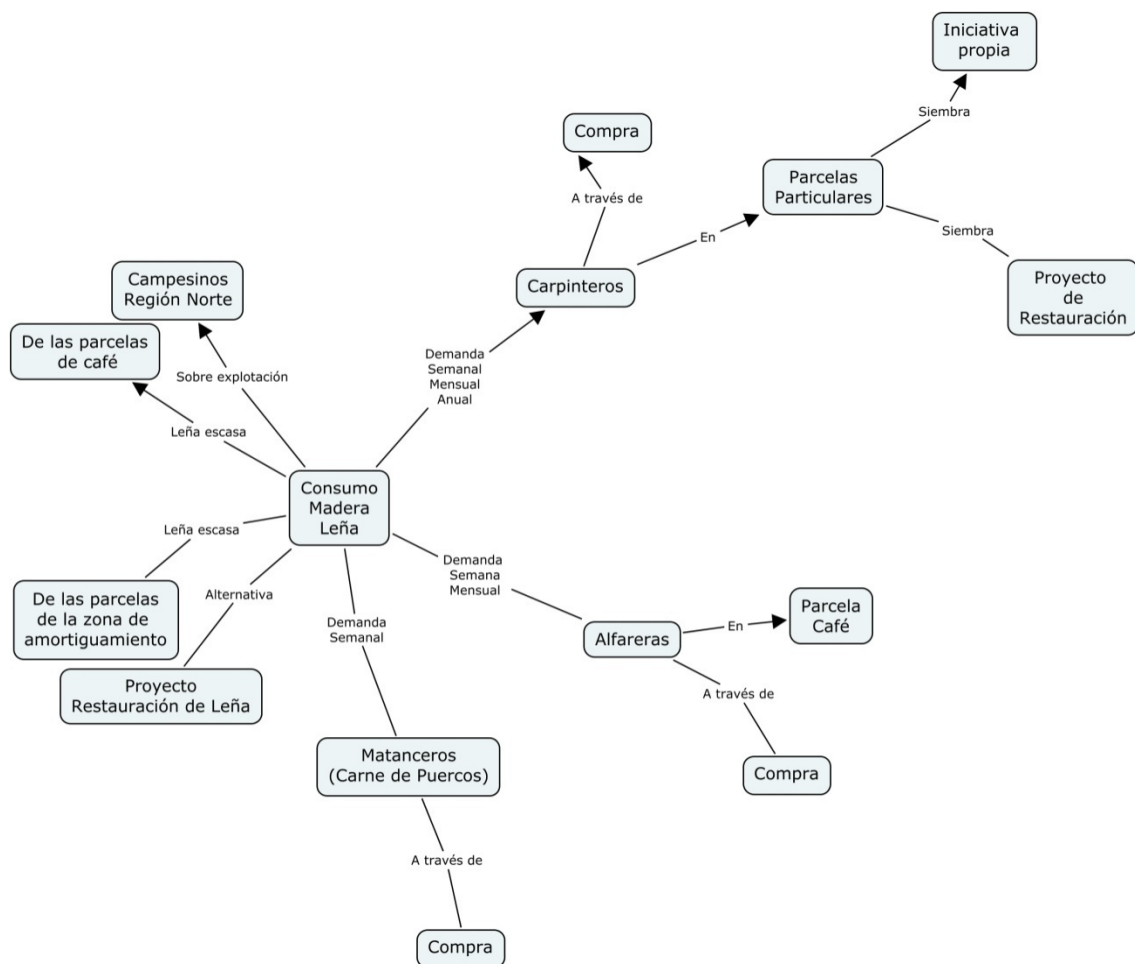 Iniciativa
propia
Siembra
Compra
Parcelas
Particulares
A través de
En
Siembra
Campesinos
Región Norte
Carpinteros
Proyecto
de
Restauración
De las parcelas
de café
Sobre explotación
Demanda
Semanal
Mensual
Anual
Leña escasa
Consumo
Madera
Leña
Leña escasa
Demanda
Semana
Mensual
De las parcelas
de la zona de
amortiguamiento
Alternativa
Demanda
Semanal
Alfareras
En
Parcela
Café
Proyecto
Restauración de Leña
A través de
Matanceros
(Carne de Puercos)
Compra
A través de
Compra